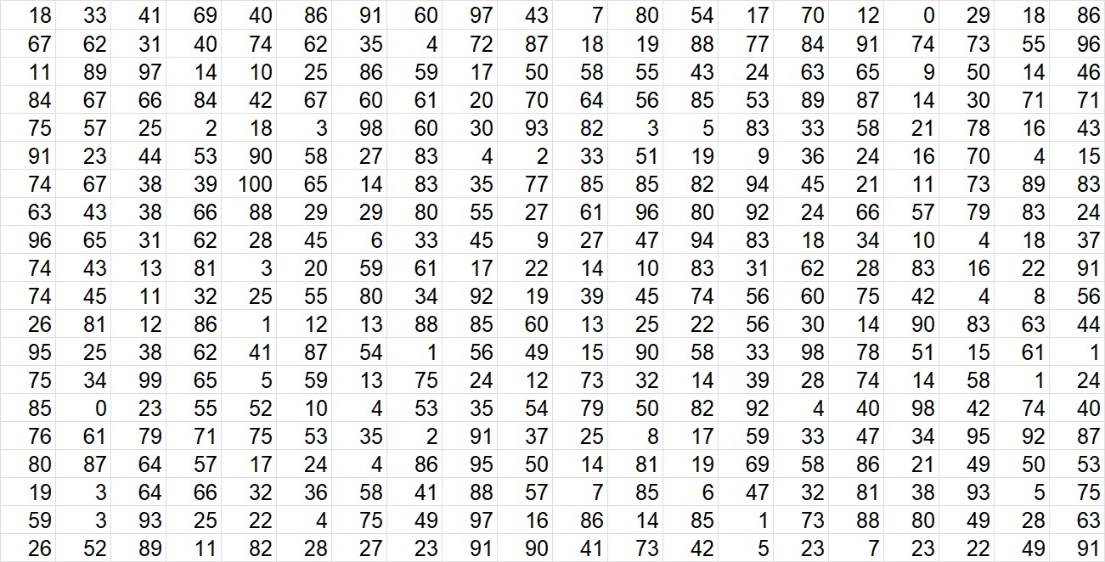 18 33 41 69 40 86 91 60 97 43 7 80 54 17 70 12 0 29 18 86
67 62 31 40 74 62 35 4 72 87 18 19 88 77 84 91 74 73 55 96
11 89 97 14 10 25 86 59 17 50 58 55 43 24 63 65 9 50 14 46
84 67 66 84 42 67 60 61 20 70 64 56 85 53 89 87 14 30 71 71
75 57 25 2 18 3 98 60 30 93 82 3 5 83 33 58 21 78 16 43
91 23 44 53 90 58 27 83 4 2 33 51 19 9 36 24 16 70 4 15
74 67 38 39 100 65 14 83 35 77 85 85 82 94 45 21 11 73 89 83
63 43 38 66 88 29 29 80 55 27 61 96 80 92 24 66 57 79 83 24
96 65 31 62 28 45 6 33 45 9 27 47 94 83 18 34 10 4 18 37
74 43 13 81 3 20 59 61 17 22 14 10 83 31 62 28 83 16 22 91
74 45 11 32 25 55 80 34 92 19 39 45 74 56 60 75 42 4 8 56
26 81 12 86 1 12 13 88 85 60 13 25 22 56 30 14 90 83 63 44
95 25 38 62 41 87 54 1 56 49 15 90 58 33 98 78 51 15 61 1
75 34 99 65 5 59 13 75 24 12 73 32 14 39 28 74 14 58 1 24
85 0 23 55 52 10 4 53 35 54 79 50 82 92 4 40 98 42 74 40
76 61 79 71 75 53 35 2 91 37 25 8 17 59 33 47 34 95 92 87
80 87 64 57 17 24 4 86 95 50 14 81 19 69 58 86 21 49 50 53
19 3 64 66 32 36 58 41 88 57 7 85 6 47 32 81 38 93 5 75
59 3 93 25 22 4 75 49 97 16 86 14 85 1 73 88 80 49 28 63
26 52 89 11 82 28 27 23 91 90 41 73 42 5 23 7 23 22 49 91